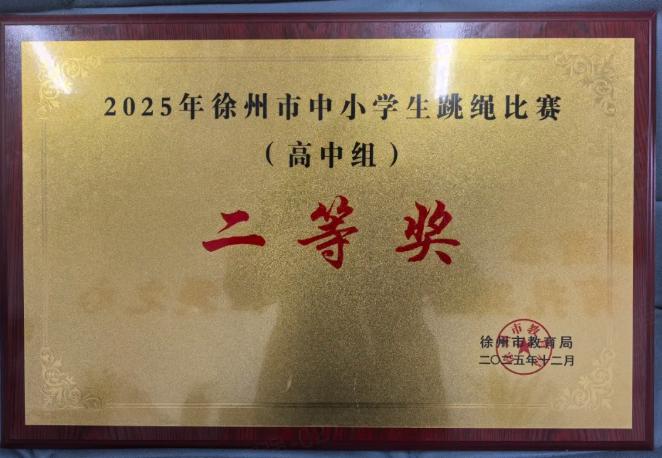 2025年徐州市中小学生跳绳比赛
（高中组）
二等奖
徐州市教育局
二〇二五年十二月